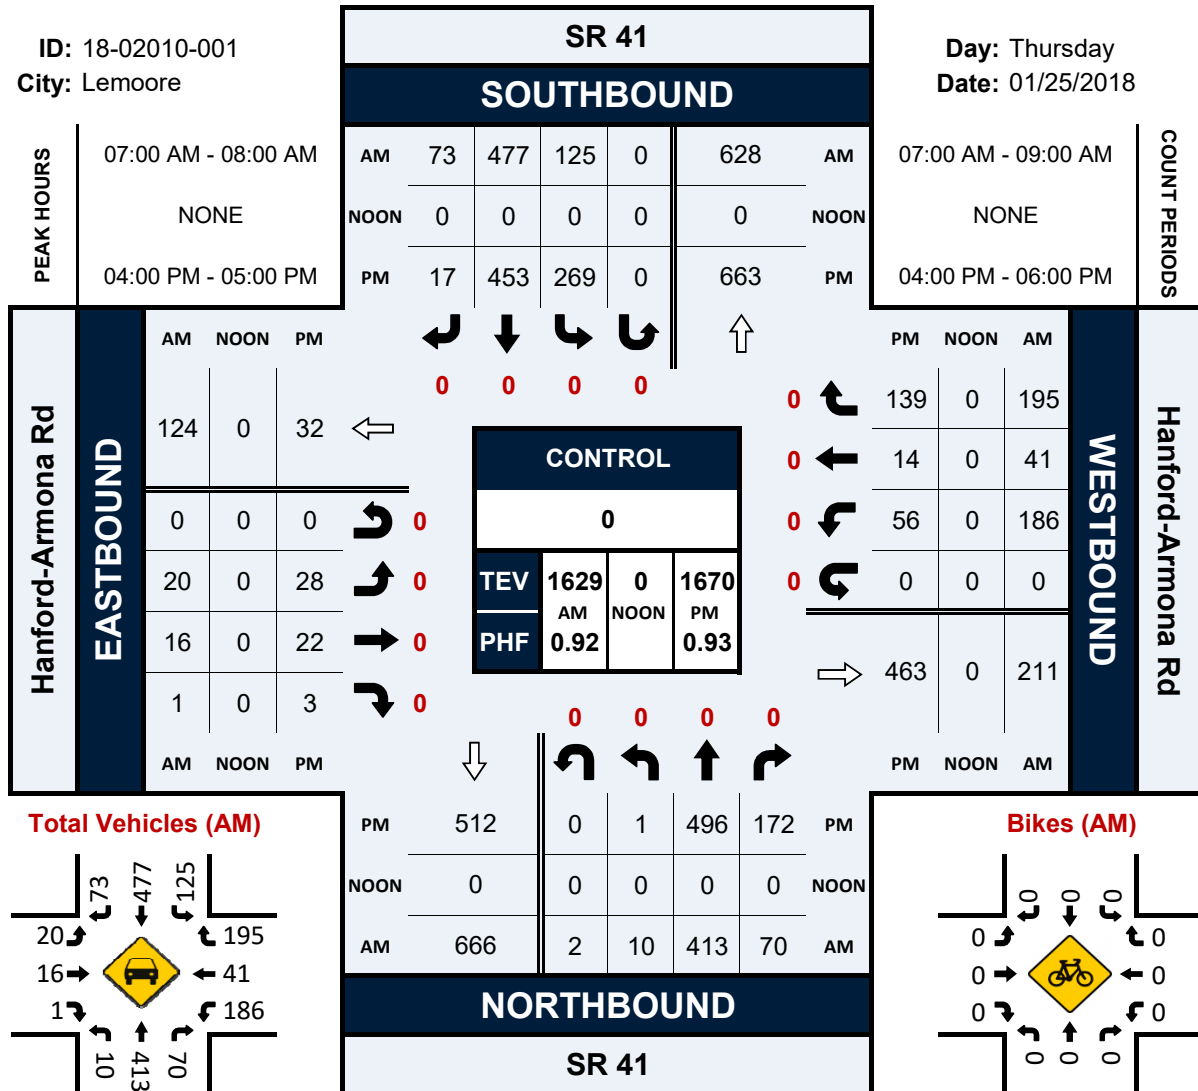 ID: 18-02010-001
City: Lemoore
SR 41
SOUTHBOUND
Day: Thursday
Date: 01/25/2018
PEAK HOURS
07:00 AM - 08:00 AM
NONE
04:00 PM - 05:00 PM
AM 73 477 125 0 628 AM
NOON 0 0 0 0 0 NOON
PM 17 453 269 0 663 PM
07:00 AM - 09:00 AM
NONE
04:00 PM - 06:00 PM
COUNT PERIODS
0 0 0 0
Hanford-Armona Rd
EASTBOUND
AM NOON PM
124 0 32
0 0 0 0
20 0 28 0
16 0 22 0
1 0 3 0
AM NOON PM
CONTROL
0
TEV 1629 0 1670
AM NOON PM
PHF 0.92 0.93
PM NOON AM
0 139 0 195
0 14 0 41
0 56 0 186
0 0 0 0
463 0 211
PM NOON AM
WESTBOUND
Hanford-Armona Rd
0 0 0 0
PM 512 0 1 496 172 PM
NOON 0 0 0 0 0 NOON
AM 666 2 10 413 70 AM
NORTHBOUND
SR 41
Total Vehicles (AM)
73 477 125
20 195
16 41
1 186
10 413 70
Bikes (AM)
0 0 0
0 0
0 0
0 0
0 0 0